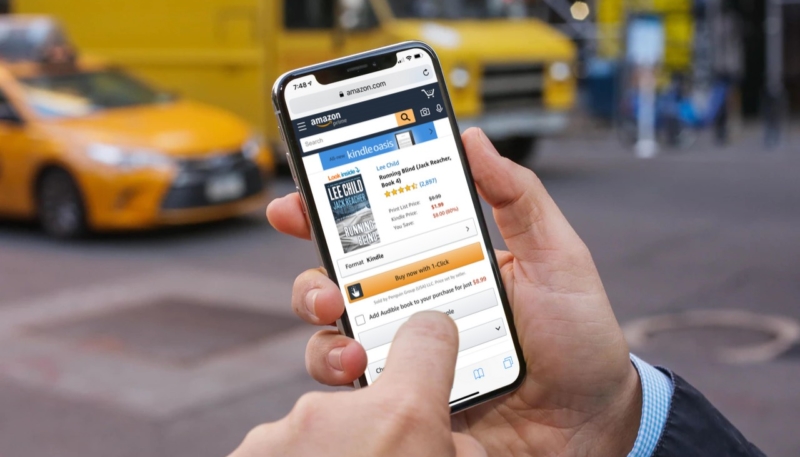 7:48
amazon.com
amazon
prime
Search
kindle oasis
Look inside
Lee Child
Running Blind (Jack Reacher,
Book 4)
(2,897)
LEE CHILD
JACK REACHER
RUNNING
BLIND
Print List Price: $9.99
Kindle Price: $1.99
You Save: $8.00 (80%)
Format: Kindle
Buy now with 1-Click
Sold by: Penguin Group (USA) LLC. Price set by seller.
Add Audible book to your purchase for just $8.99